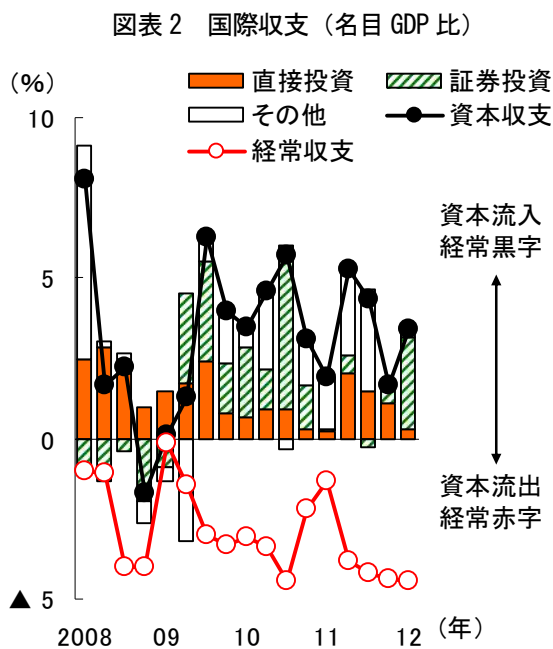 図表2 国際収支（名目 GDP 比）
(%)
直接投資
証券投資
その他
資本収支
経常収支
10
5
0
▲ 5
資本流入
経常黒字
資本流出
経常赤字
2008
09
10
11
12
(年)